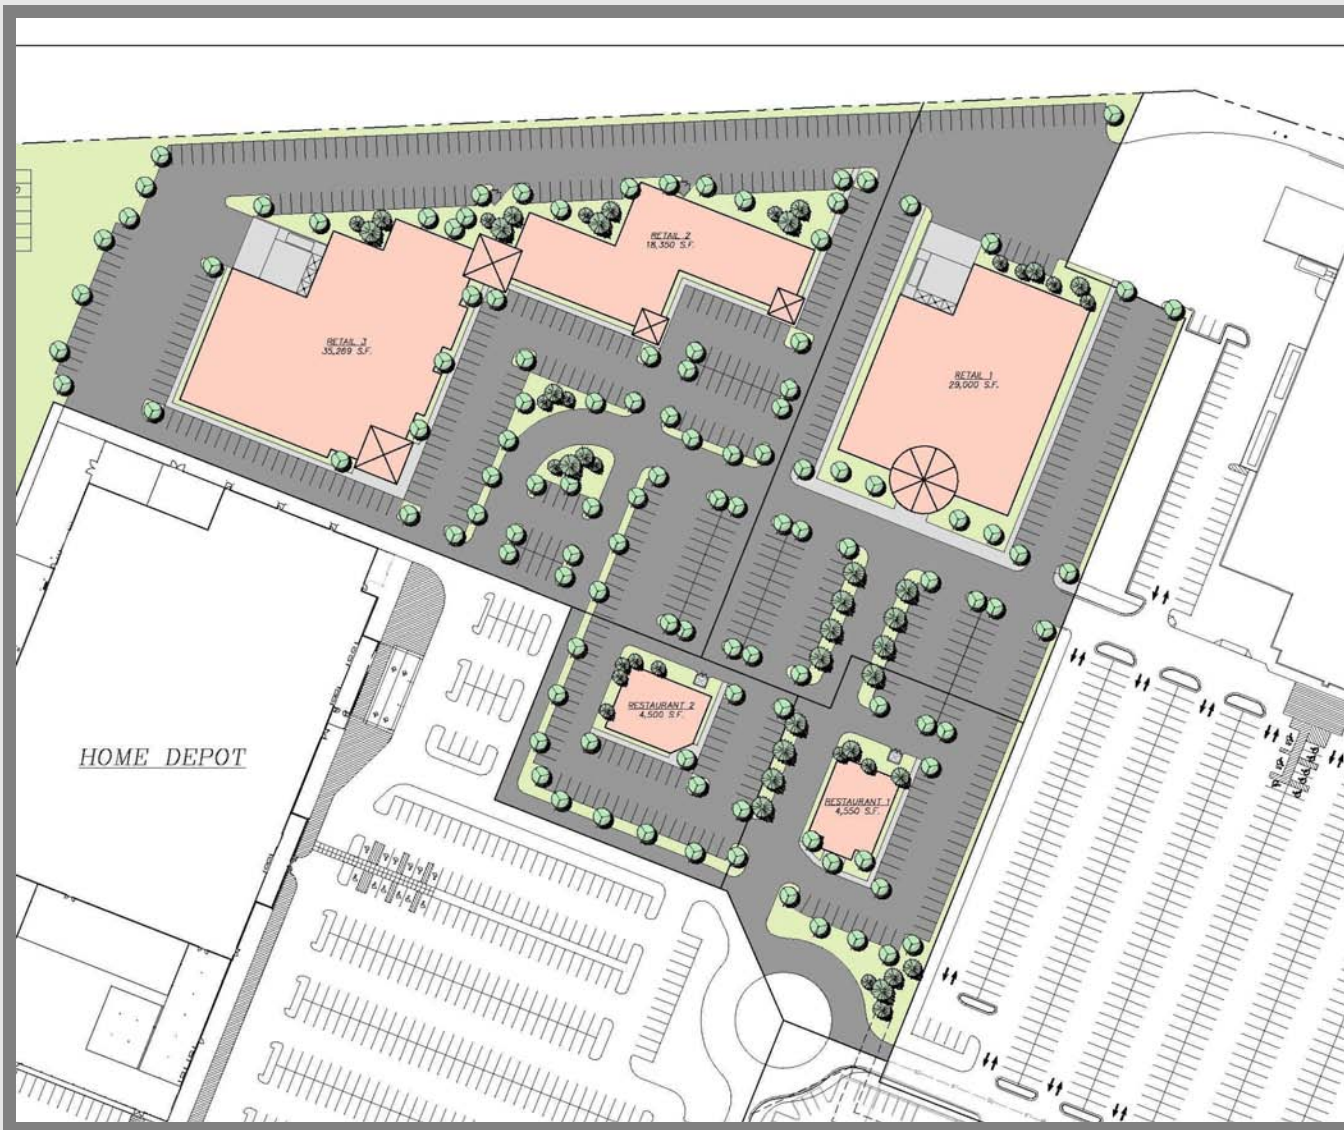 RETAIL 2
18,350 S.F.
RETAIL 3
35,269 S.F.
RETAIL 1
29,000 S.F.
RESTAURANT 2
4,500 S.F.
HOME DEPOT
RESTAURANT 1
4,550 S.F.